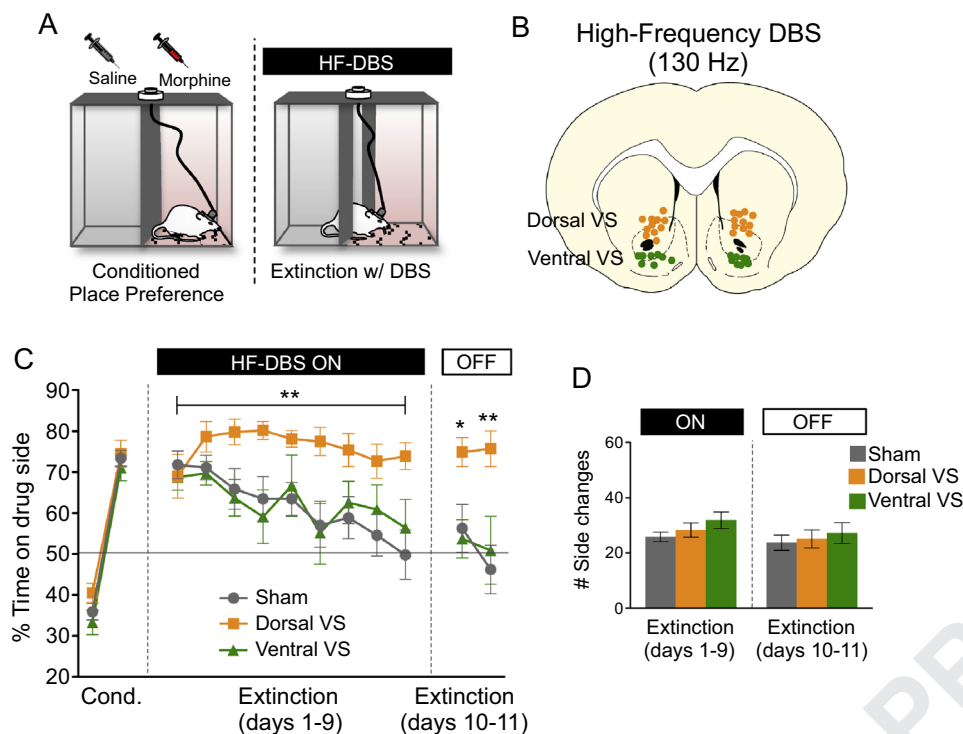 A
Saline
Morphine
HF-DBS
Conditioned
Place Preference
Extinction w/ DBS
B
High-Frequency DBS
(130 Hz)
Dorsal VS
Ventral VS
C
HF-DBS ON
OFF
% Time on drug side
90
80
70
60
50
40
30
20
**
*
**
Sham
Dorsal VS
Ventral VS
Cond.
Extinction
(days 1-9)
Extinction
(days 10-11)
D
ON
OFF
# Side changes
60
40
20
0
Sham
Dorsal VS
Ventral VS
Extinction
(days 1-9)
Extinction
(days 10-11)